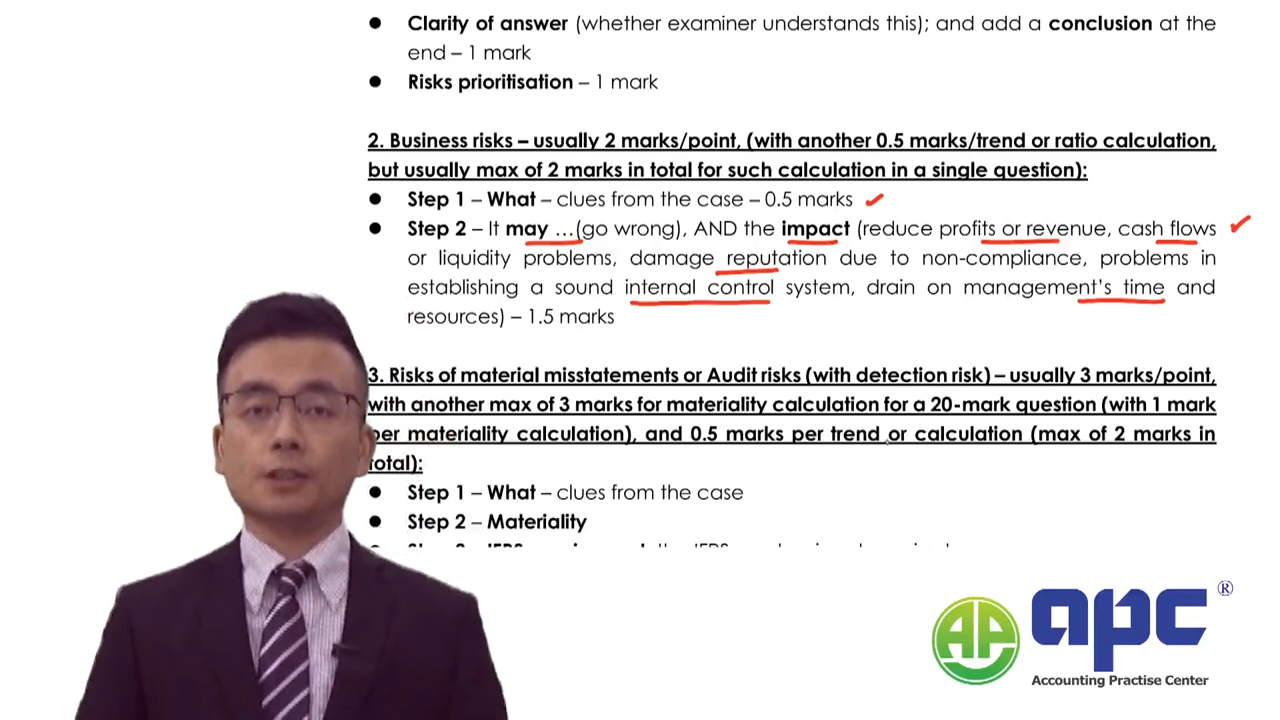 ● Clarity of answer (whether examiner understands this); and add a conclusion at the
end – 1 mark
● Risks prioritisation – 1 mark
2. Business risks – usually 2 marks/point, (with another 0.5 marks/trend or ratio calculation,
but usually max of 2 marks in total for such calculation in a single question):
● Step 1 – What – clues from the case – 0.5 marks
● Step 2 – It may …(go wrong), AND the impact (reduce profits or revenue, cash flows
or liquidity problems, damage reputation due to non-compliance, problems in
establishing a sound internal control system, drain on management's time and
resources) – 1.5 marks
3. Risks of material misstatements or Audit risks (with detection risk) – usually 3 marks/point,
with another max of 3 marks for materiality calculation for a 20-mark question (with 1 mark
per materiality calculation), and 0.5 marks per trend or calculation (max of 2 marks in
total):
● Step 1 – What – clues from the case
● Step 2 – Materiality
AP
apc®
Accounting Practise Center